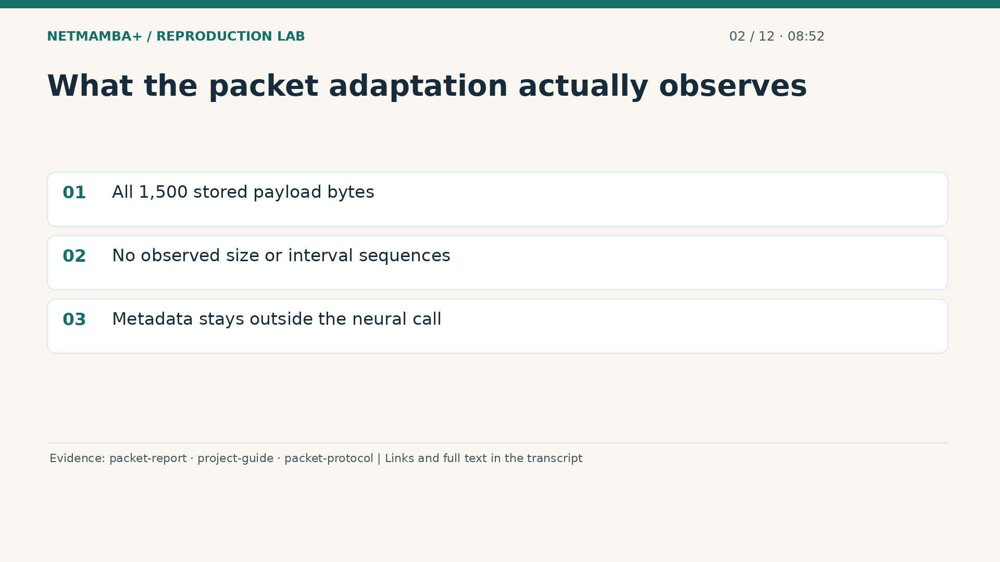 NETMAMBA+ / REPRODUCTION LAB
02 / 12 · 08:52
What the packet adaptation actually observes
01 All 1,500 stored payload bytes
02 No observed size or interval sequences
03 Metadata stays outside the neural call
Evidence: packet-report · project-guide · packet-protocol | Links and full text in the transcript